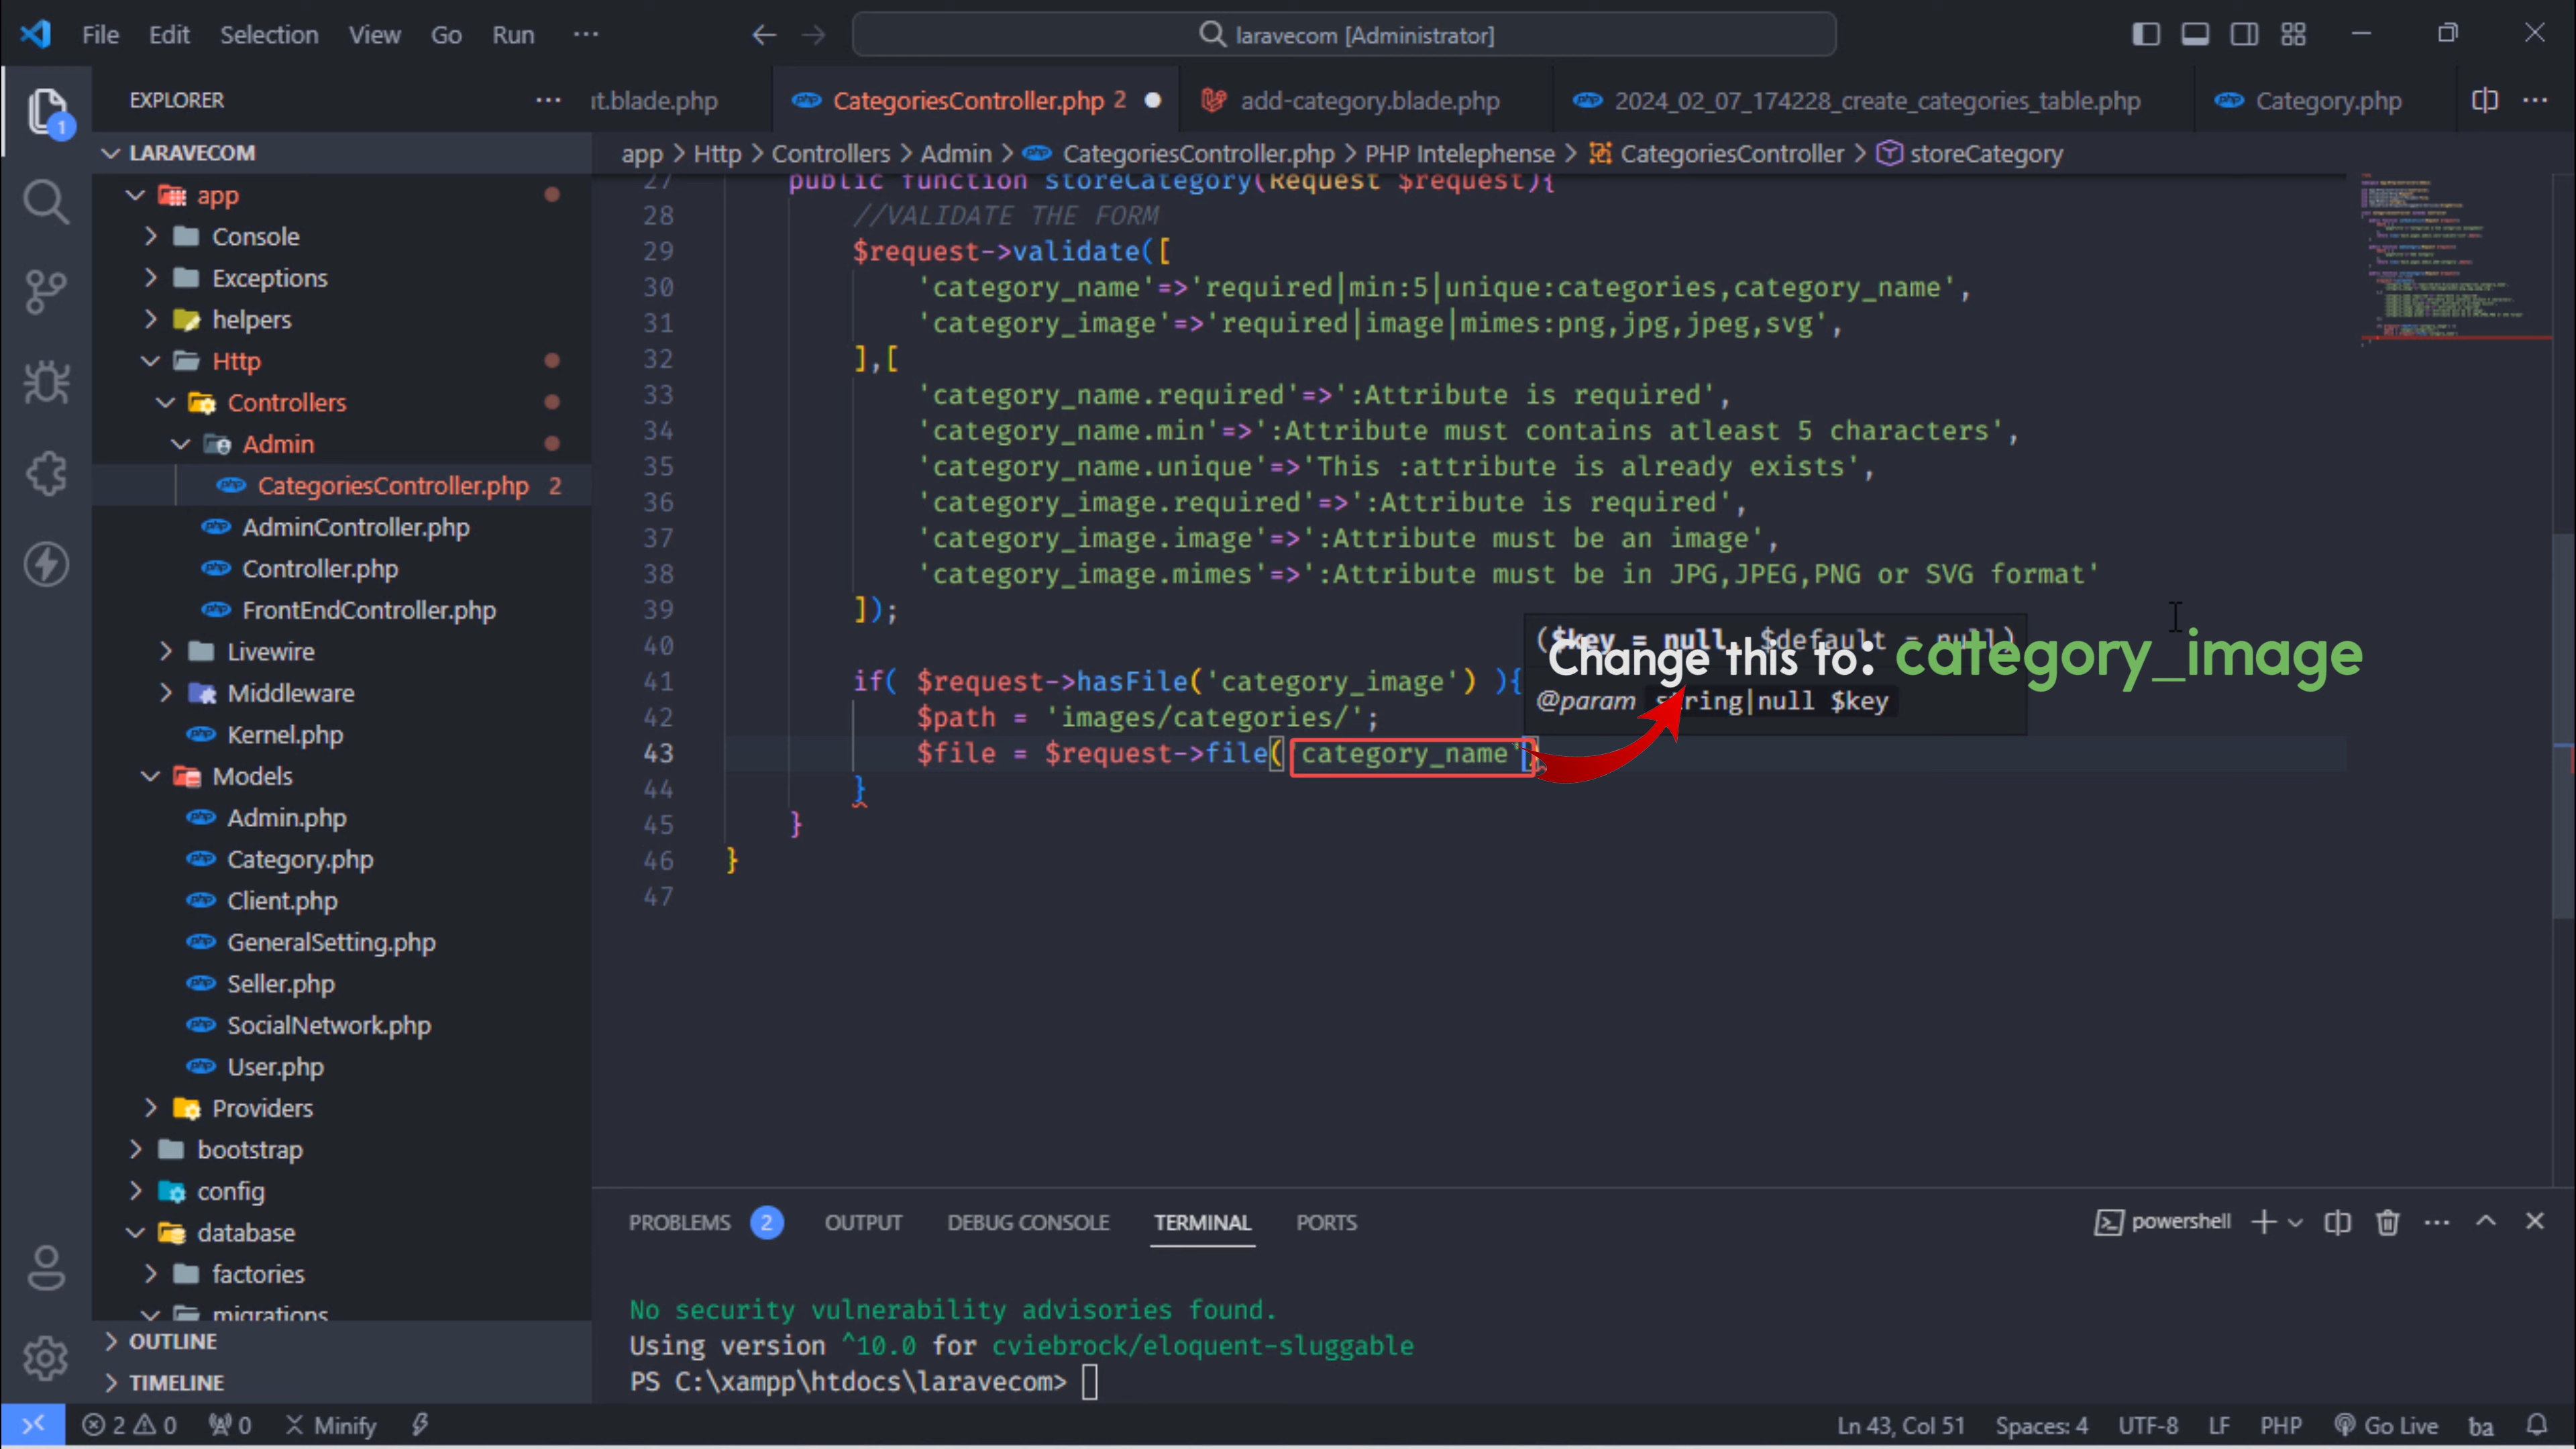 File Edit Selection View Go Run ···
laravecom [Administrator]
EXPLORER ···
ut.blade.php
CategoriesController.php 2
add-category.blade.php
2024_02_07_174228_create_categories_table.php
Category.php
app > Http > Controllers > Admin > CategoriesController.php > PHP Intelephense > CategoriesController > storeCategory
LARAVECOM
app
Console
Exceptions
helpers
Http
Controllers
Admin
CategoriesController.php 2
AdminController.php
Controller.php
FrontEndController.php
Livewire
Middleware
Kernel.php
Models
Admin.php
Category.php
Client.php
GeneralSetting.php
Seller.php
SocialNetwork.php
User.php
Providers
bootstrap
config
database
factories
migrations
OUTLINE
TIMELINE
27 public function storeCategory(Request $request){
28 //VALIDATE THE FORM
29 $request->validate([
30 'category_name'=>'required|min:5|unique:categories,category_name',
31 'category_image'=>'required|image|mimes:png,jpg,jpeg,svg',
32 ],[
33 'category_name.required'=>':Attribute is required',
34 'category_name.min'=>':Attribute must contains atleast 5 characters',
35 'category_name.unique'=>'This :attribute is already exists',
36 'category_image.required'=>':Attribute is required',
37 'category_image.image'=>':Attribute must be an image',
38 'category_image.mimes'=>':Attribute must be in JPG,JPEG,PNG or SVG format'
39 ]);
40
41 if( $request->hasFile('category_image') ){
42 $path = 'images/categories/';
43 $file = $request->file('category_name')
44 }
45 }
46 }
47
($key = null, $default = null)
Change this to: category_image
@param string|null $key
PROBLEMS 2 OUTPUT DEBUG CONSOLE TERMINAL PORTS
powershell
No security vulnerability advisories found.
Using version ^10.0 for cviebrock/eloquent-sluggable
PS C:\xampp\htdocs\laravecom>
2 0 0 Minify
Ln 43, Col 51 Spaces: 4 UTF-8 LF PHP Go Live ba